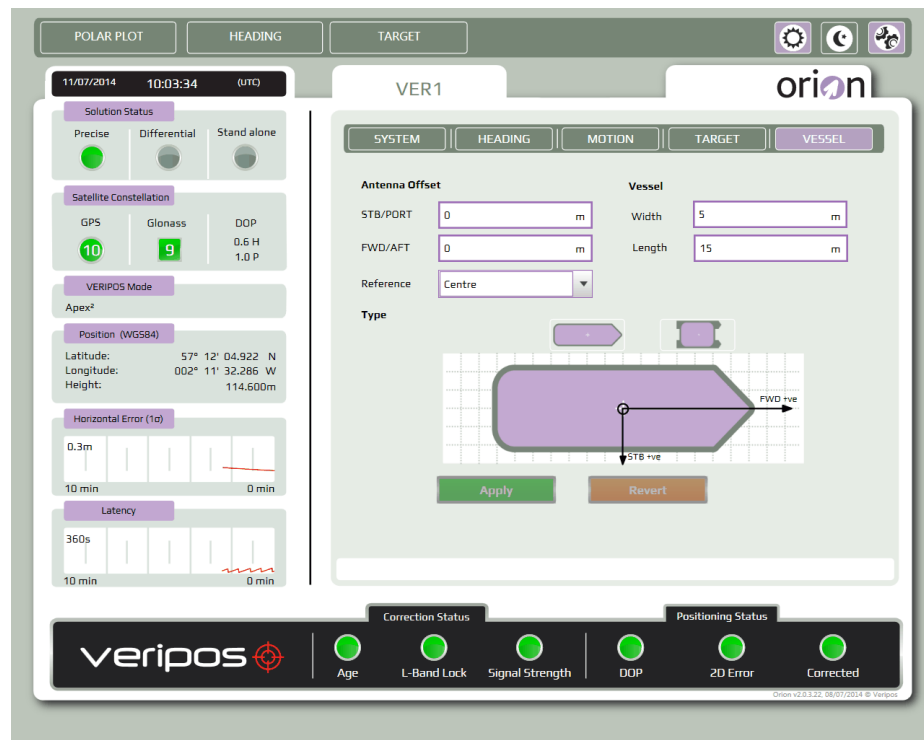 POLAR PLOT HEADING TARGET
11/07/2014 10:03:34 (UTC)
VER1
orion
Solution Status
Precise Differential Stand alone
Satellite Constellation
GPS Glonass DOP
10 9 0.6 H
1.0 P
VERIPOS Mode
Apex²
Position (WGS84)
Latitude: 57° 12' 04.922 N
Longitude: 002° 11' 32.286 W
Height: 114.600m
Horizontal Error (1σ)
0.3m
10 min 0 min
Latency
360s
10 min 0 min
SYSTEM HEADING MOTION TARGET VESSEL
Antenna Offset Vessel
STB/PORT 0 m Width 5 m
FWD/AFT 0 m Length 15 m
Reference Centre
Type
FWD +ve
STB +ve
Apply Revert
Correction Status Positioning Status
veripos
Age L-Band Lock Signal Strength DOP 2D Error Corrected
Orion v2.0.3.22, 08/07/2014 © Veripos